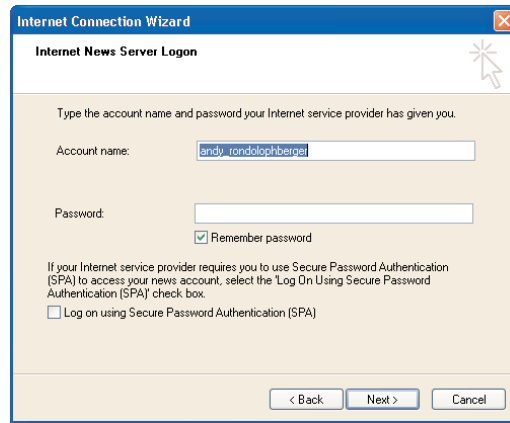 Internet Connection Wizard
Internet News Server Logon
Type the account name and password your Internet service provider has given you.
Account name:
andy_rondolophberger
Password:
Remember password
If your Internet service provider requires you to use Secure Password Authentication
(SPA) to access your news account, select the 'Log On Using Secure Password
Authentication (SPA)' check box.
Log on using Secure Password Authentication (SPA)
< Back
Next >
Cancel